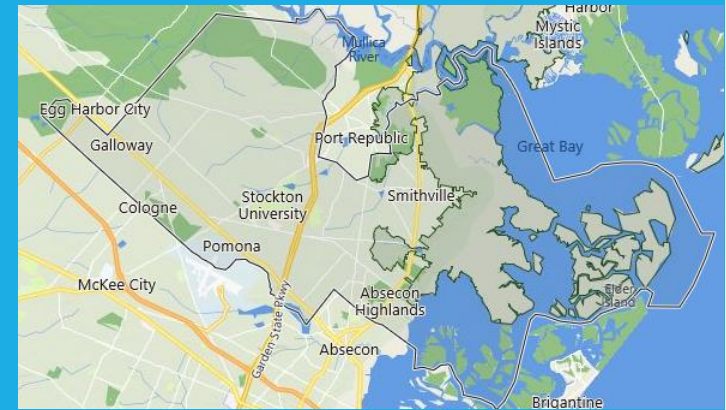 Harbor
Mystic
Islands
Mullica
River
Egg Harbor City
Galloway
Port Republic
Great Bay
Cologne
Stockton
University
Smithville
Pomona
McKee City
Garden State Pkwy
Absecon
Highlands
Elder
Island
Absecon
Brigantine